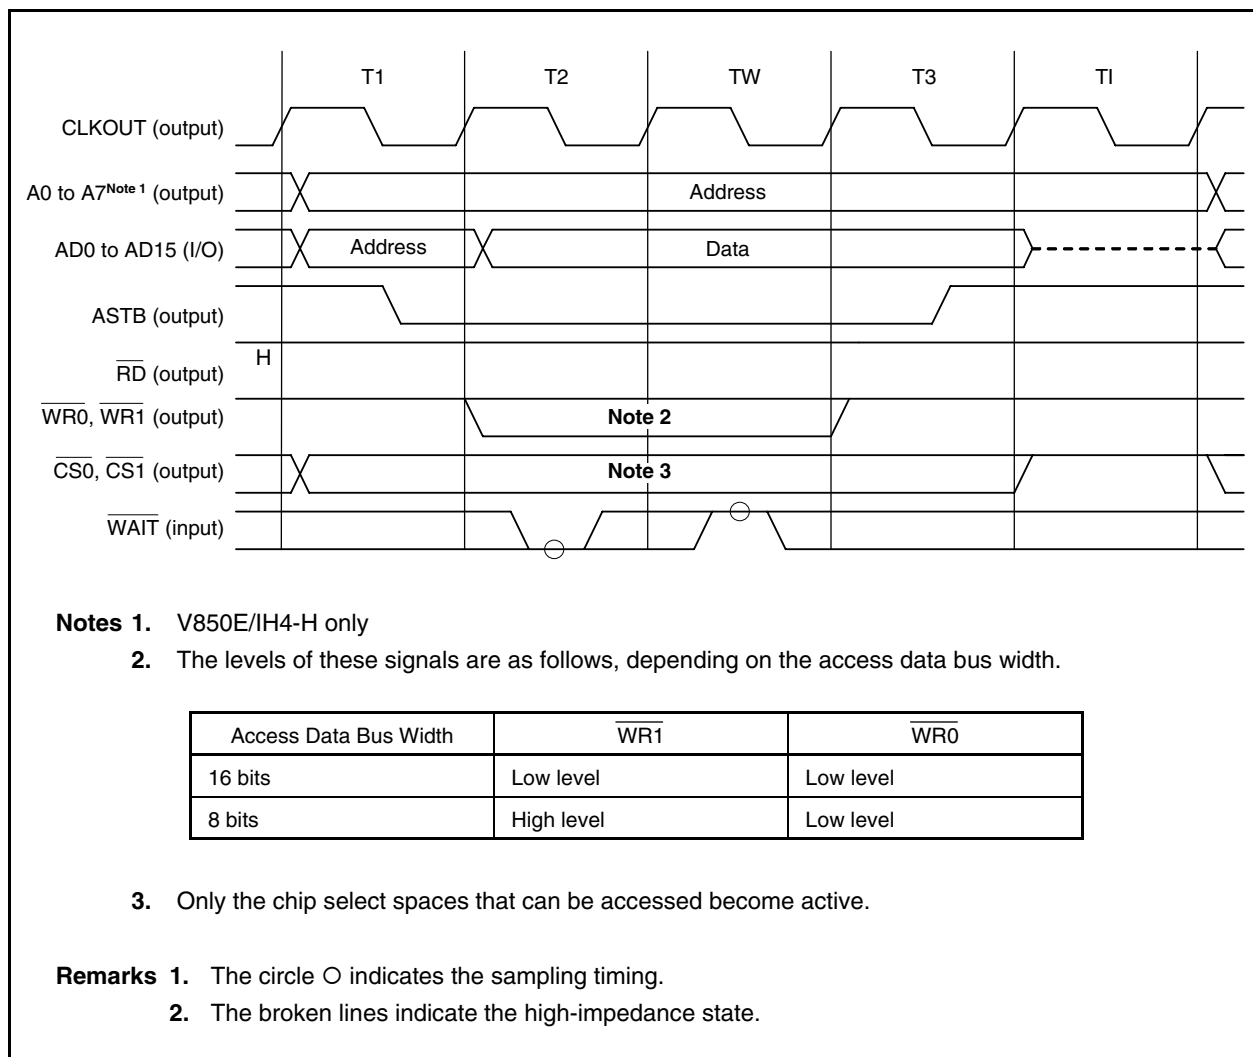 T1 T2 TW T3 TI
CLKOUT (output)
A0 to A7Note 1 (output) Address
AD0 to AD15 (I/O) Address Data
ASTB (output)
H
RD (output)
WR0, WR1 (output) Note 2
CS0, CS1 (output) Note 3
WAIT (input)
Notes 1. V850E/IH4-H only
2. The levels of these signals are as follows, depending on the access data bus width.
Access Data Bus Width WR1 WR0
16 bits Low level Low level
8 bits High level Low level
3. Only the chip select spaces that can be accessed become active.
Remarks 1. The circle ○ indicates the sampling timing.
2. The broken lines indicate the high-impedance state.